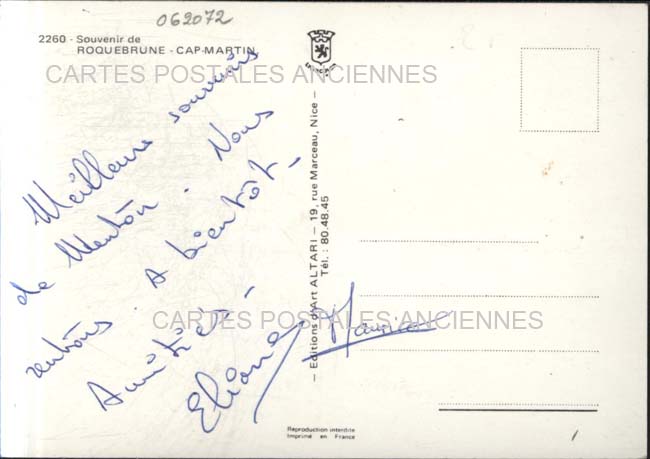 062072
2260 - Souvenir de
ROQUEBRUNE - CAP-MARTIN
CARTES POSTALES ANCIENNES
Meilleurs souvenirs
de Menton. Nous
rentrons. A bientôt -
Amitiés -
Eliane, Maurice
— Editions d'Art ALTARI — 19, rue Marceau, Nice —
Tél. : 80.48.45
CARTES POSTALES ANCIENNES
Reproduction interdite
Imprimé en France
1